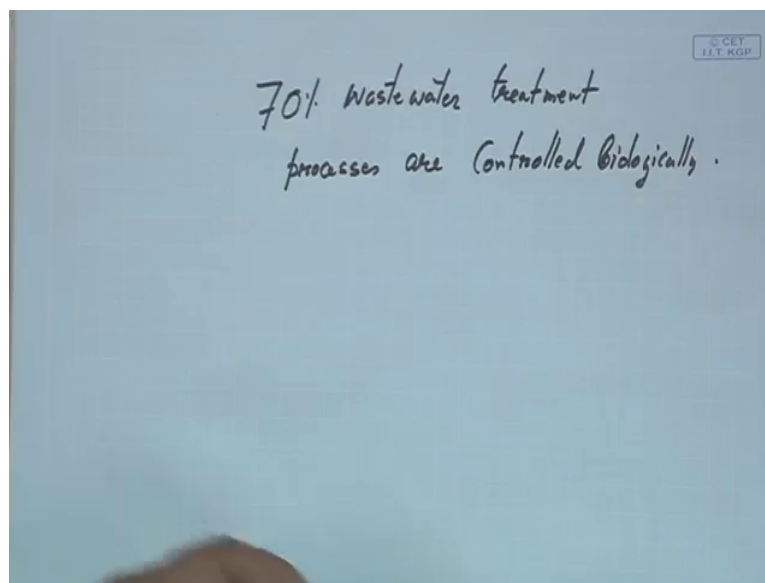 © CET
I.I.T. KGP
70% Wastewater treatment
processes are Controlled Biologically.